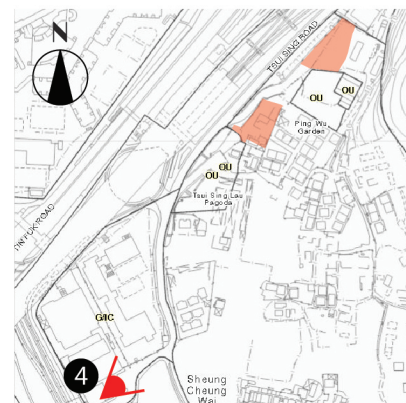 N
TSUI SING ROAD
OU
OU
Ping Wu
Garden
OU
OU
Tsui Sing Lau
Pagoda
TIN FUK ROAD
G/IC
4
Sheung
Cheung
Wai